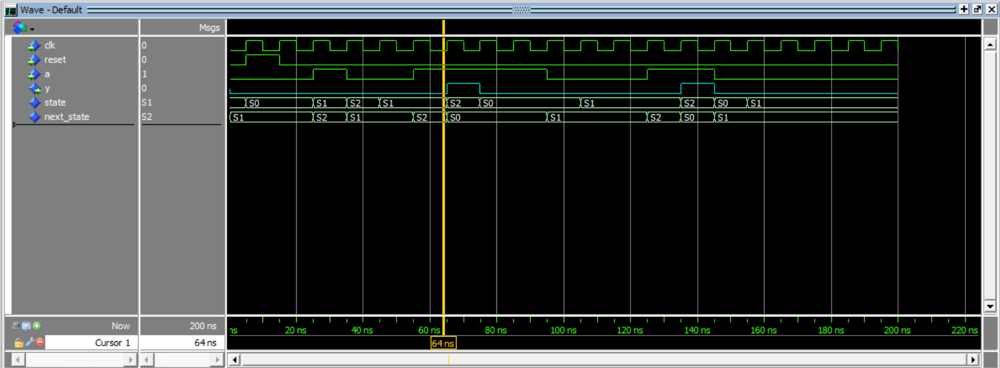 Wave - Default
Msgs
clk 0
reset 0
a 1
y 0
state S1 S0 S1 S2 S1 S2 S0 S1 S2 S0 S1
next_state S2 S1 S2 S1 S2 S0 S1 S2 S0 S1
Now 200 ns ns 20 ns 40 ns 60 ns 80 ns 100 ns 120 ns 140 ns 160 ns 180 ns 200 ns 220 ns
Cursor 1 64 ns 64 ns